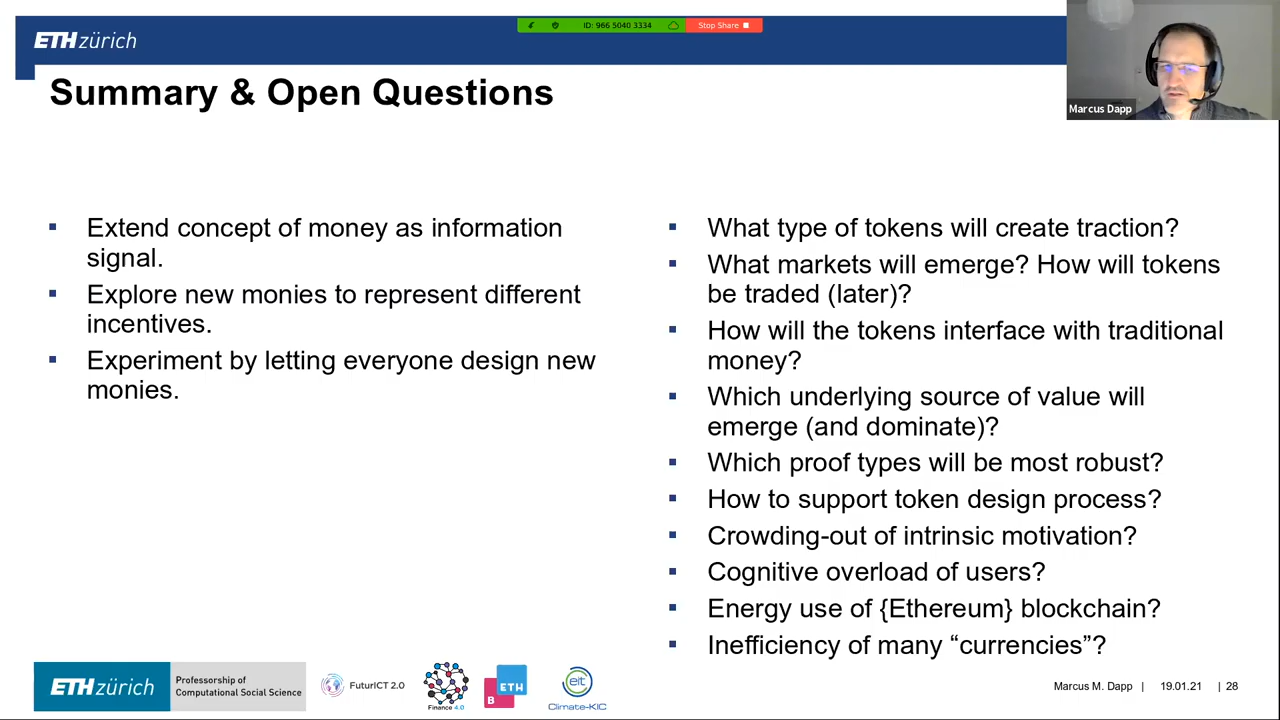 ETH zürich
ID: 966 5040 3334
Stop Share
Marcus Dapp
Summary & Open Questions
▪ Extend concept of money as information
signal.
▪ Explore new monies to represent different
incentives.
▪ Experiment by letting everyone design new
monies.
▪ What type of tokens will create traction?
▪ What markets will emerge? How will tokens
be traded (later)?
▪ How will the tokens interface with traditional
money?
▪ Which underlying source of value will
emerge (and dominate)?
▪ Which proof types will be most robust?
▪ How to support token design process?
▪ Crowding-out of intrinsic motivation?
▪ Cognitive overload of users?
▪ Energy use of {Ethereum} blockchain?
▪ Inefficiency of many “currencies”?
ETH zürich
Professorship of
Computational Social Science
FuturICT 2.0
Finance 4.0
ETH
B
eit
Climate-KIC
Marcus M. Dapp | 19.01.21 | 28